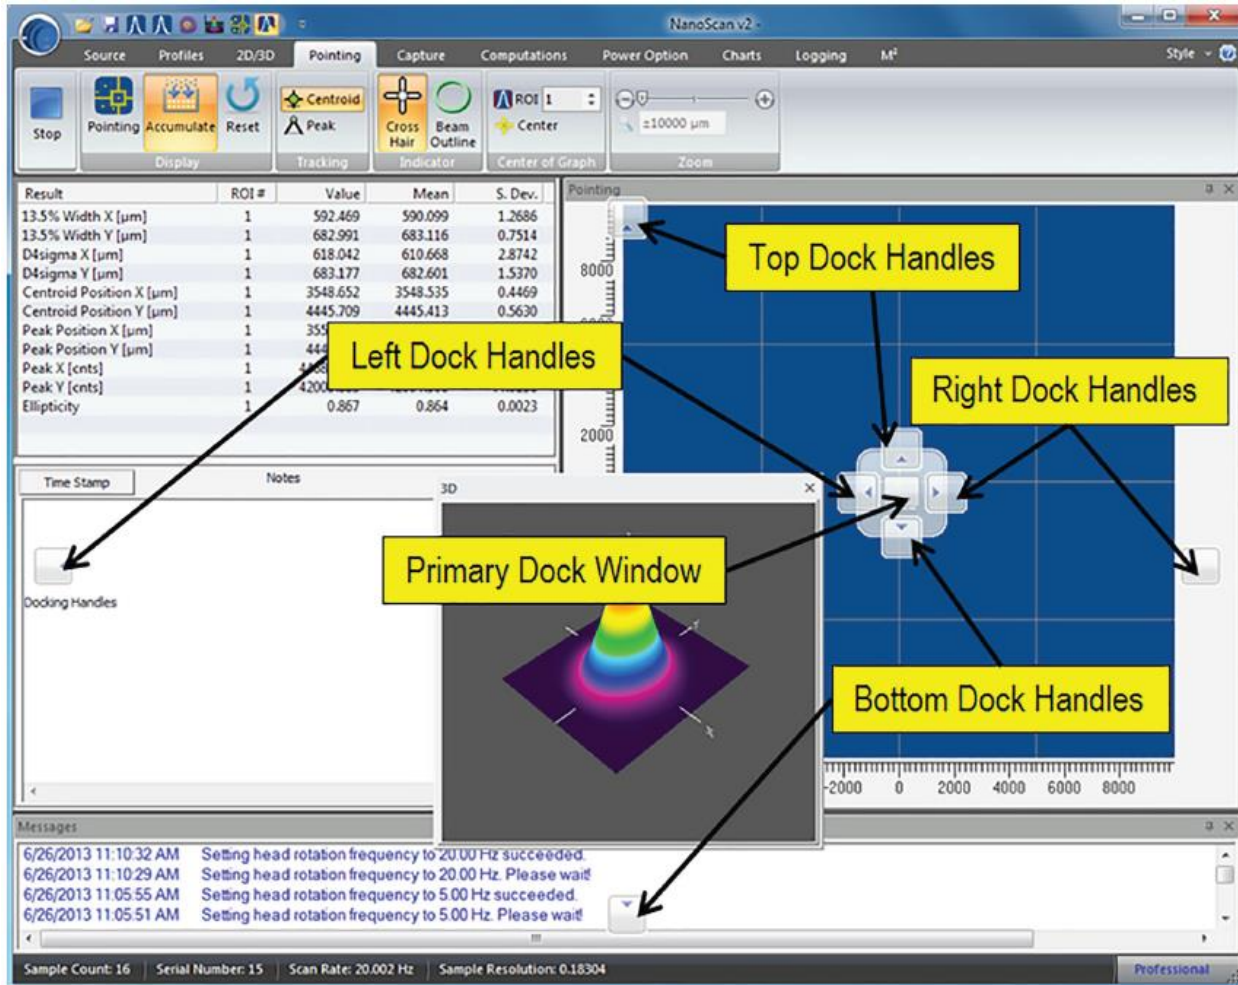 NanoScan v2 -
Source Profiles 2D/3D Pointing Capture Computations Power Option Charts Logging M² Style
Stop Pointing Accumulate Reset Centroid Peak Cross Hair Beam Outline ROI 1 Center ±10000 µm
Display Tracking Indicator Center of Graph Zoom
Result ROI # Value Mean S. Dev.
13.5% Width X [µm] 1 592.469 590.099 1.2686
13.5% Width Y [µm] 1 682.991 683.116 0.7514
D4sigma X [µm] 1 618.042 610.668 2.8742
D4sigma Y [µm] 1 683.177 682.601 1.5370
Centroid Position X [µm] 1 3548.652 3548.535 0.4469
Centroid Position Y [µm] 1 4445.709 4445.413 0.5630
Peak Position X [µm] 1
Peak Position Y [µm] 1
Peak X [cnts] 1
Peak Y [cnts] 1
Ellipticity 1 0.867 0.864 0.0023
Pointing
8000
2000
Top Dock Handles
Left Dock Handles
Right Dock Handles
Time Stamp Notes
Docking Handles
3D
Primary Dock Window
Y
X
Bottom Dock Handles
-2000 0 2000 4000 6000 8000
Messages
6/26/2013 11:10:32 AM Setting head rotation frequency to 20.00 Hz succeeded.
6/26/2013 11:10:29 AM Setting head rotation frequency to 20.00 Hz. Please wait!
6/26/2013 11:05:55 AM Setting head rotation frequency to 5.00 Hz succeeded.
6/26/2013 11:05:51 AM Setting head rotation frequency to 5.00 Hz. Please wait!
Sample Count: 16 Serial Number: 15 Scan Rate: 20.002 Hz Sample Resolution: 0.18304 Professional